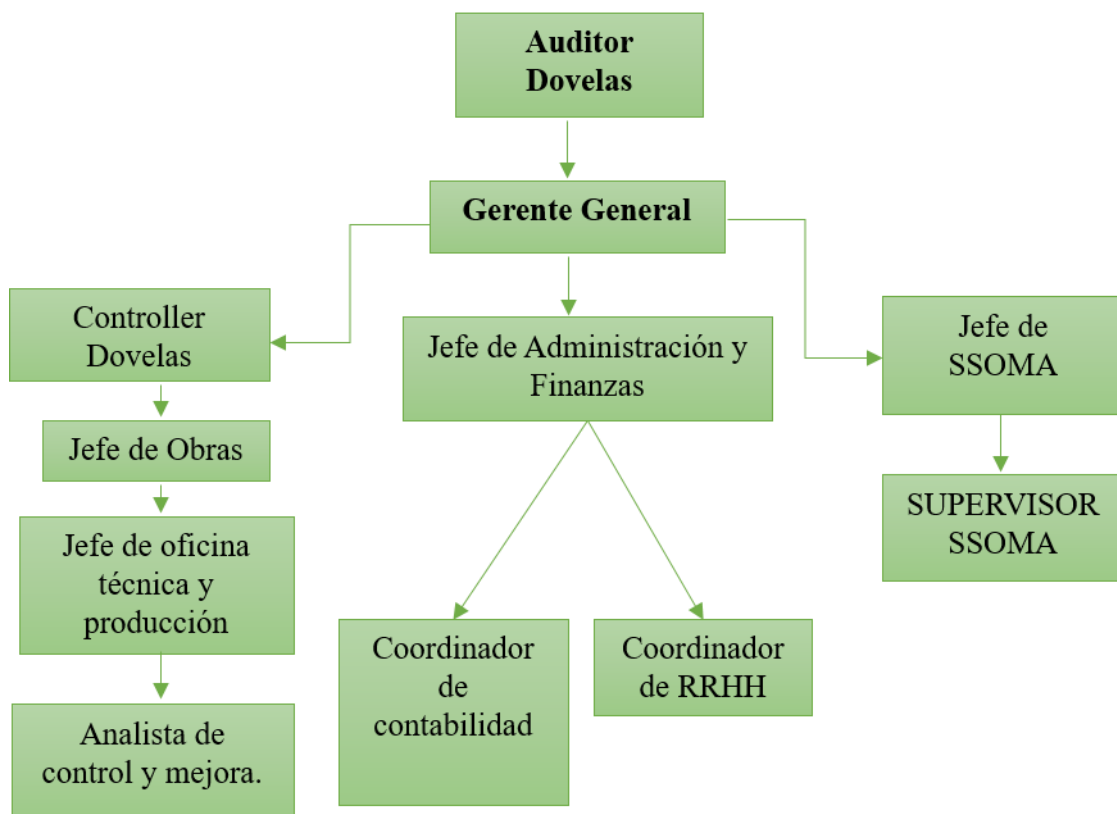 Auditor
Dovelas
Gerente General
Controller
Dovelas
Jefe de Administración y
Finanzas
Jefe de
SSOMA
Jefe de Obras
SUPERVISOR
SSOMA
Jefe de oficina
técnica y
producción
Coordinador
de
contabilidad
Coordinador
de RRHH
Analista de
control y mejora.